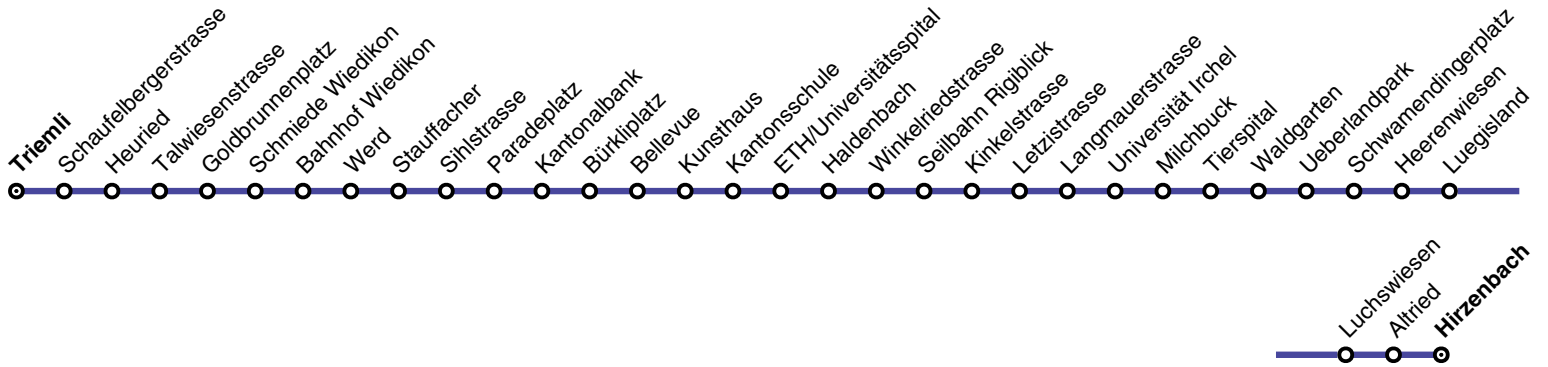 Triemli
Schaufelbergerstrasse
Heuried
Talwiesenstrasse
Goldbrunnenplatz
Schmiede Wiedikon
Bahnhof Wiedikon
Werd
Stauffacher
Sihlstrasse
Paradeplatz
Kantonalbank
Bürkliplatz
Bellevue
Kunsthaus
Kantonsschule
ETH/Universitätsspital
Haldenbach
Winkelriedstrasse
Seilbahn Rigiblick
Kinkelstrasse
Letzistrasse
Langmauerstrasse
Universität Irchel
Milchbuck
Tierspital
Waldgarten
Ueberlandpark
Schwamendingerplatz
Heerenwiesen
Luegisland
Luchswiesen
Altried
Hirzenbach